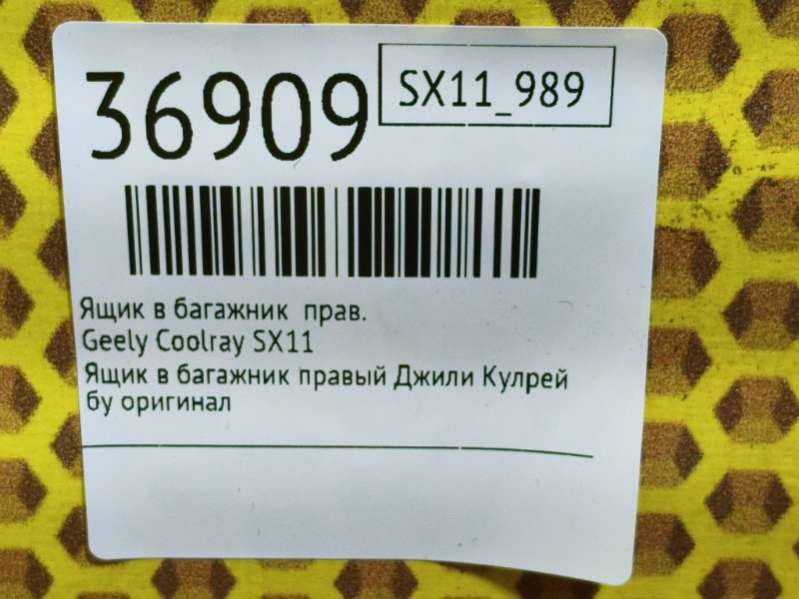 36909
SX11_989
Ящик в багажник прав.
Geely Coolray SX11
Ящик в багажник правый Джили Кулрей
бу оригинал